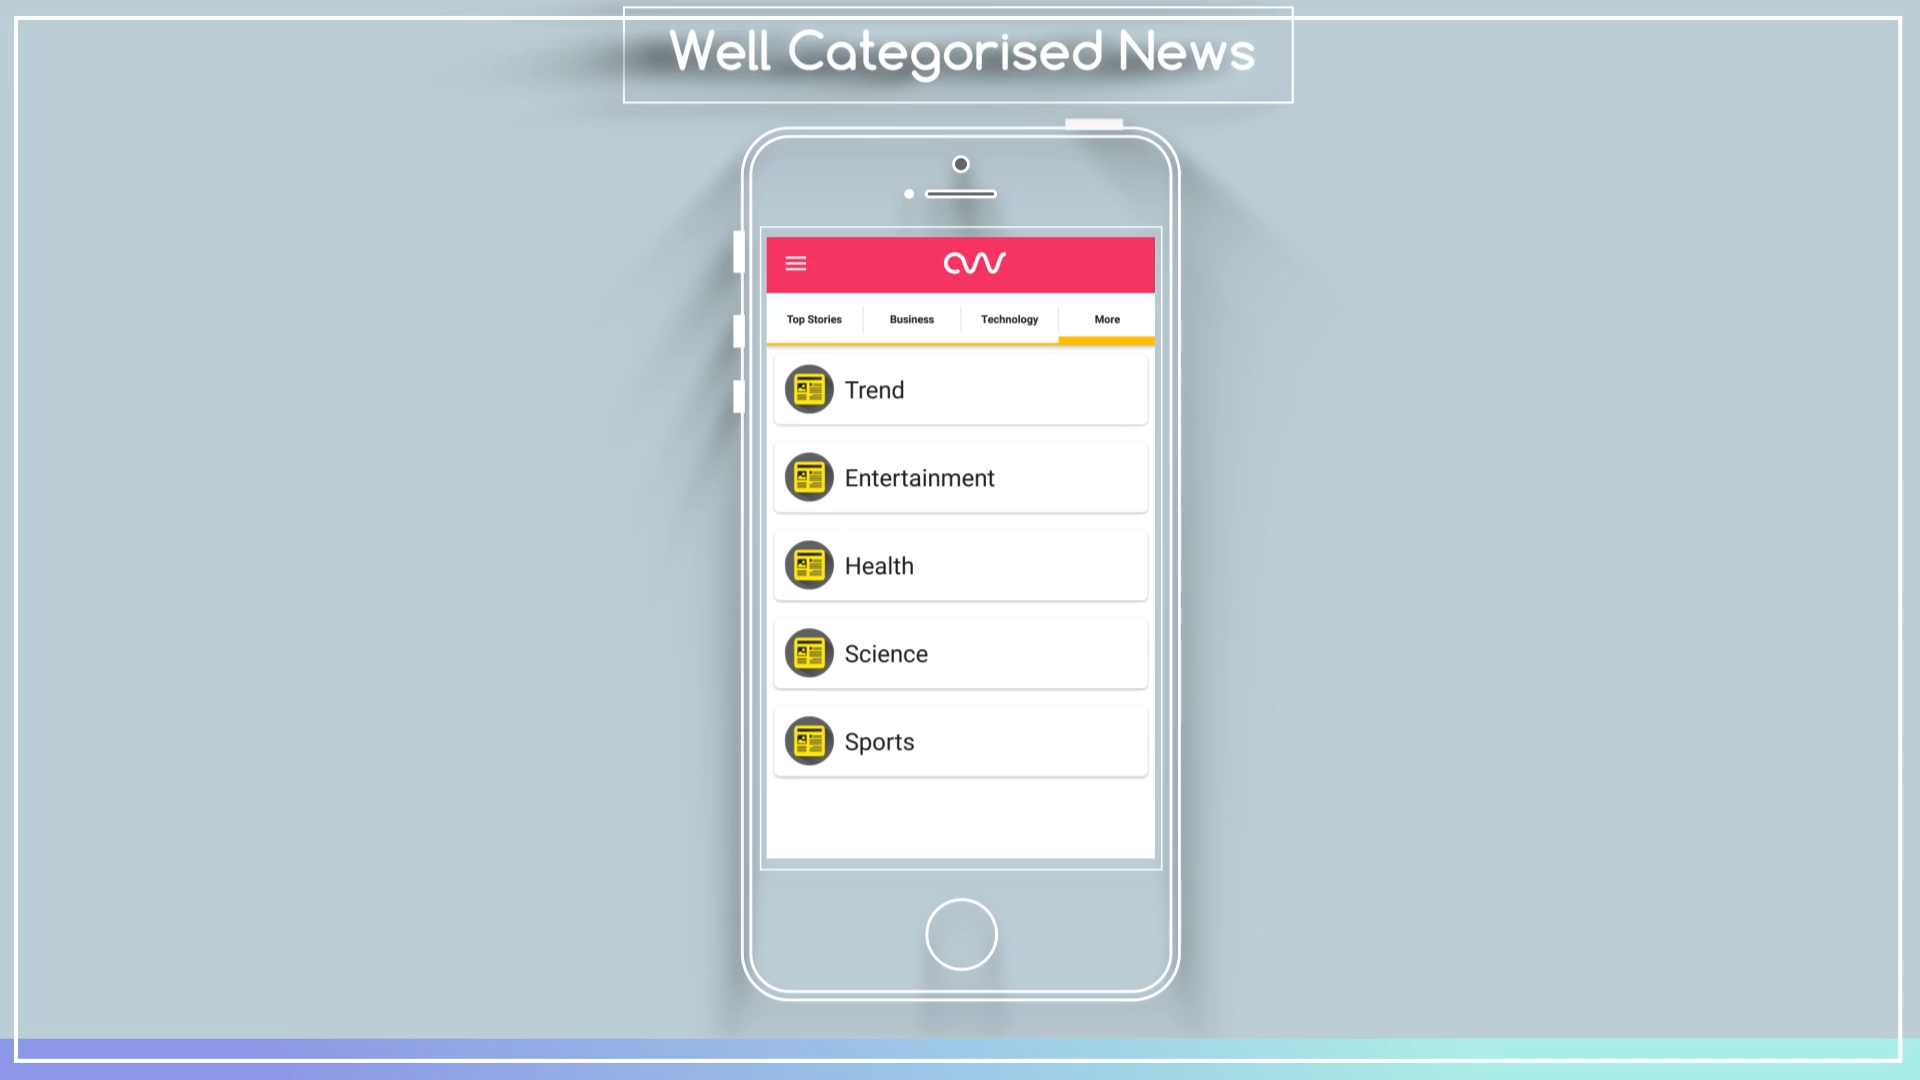 Well Categorised News
Top Stories Business Technology More
Trend
Entertainment
Health
Science
Sports